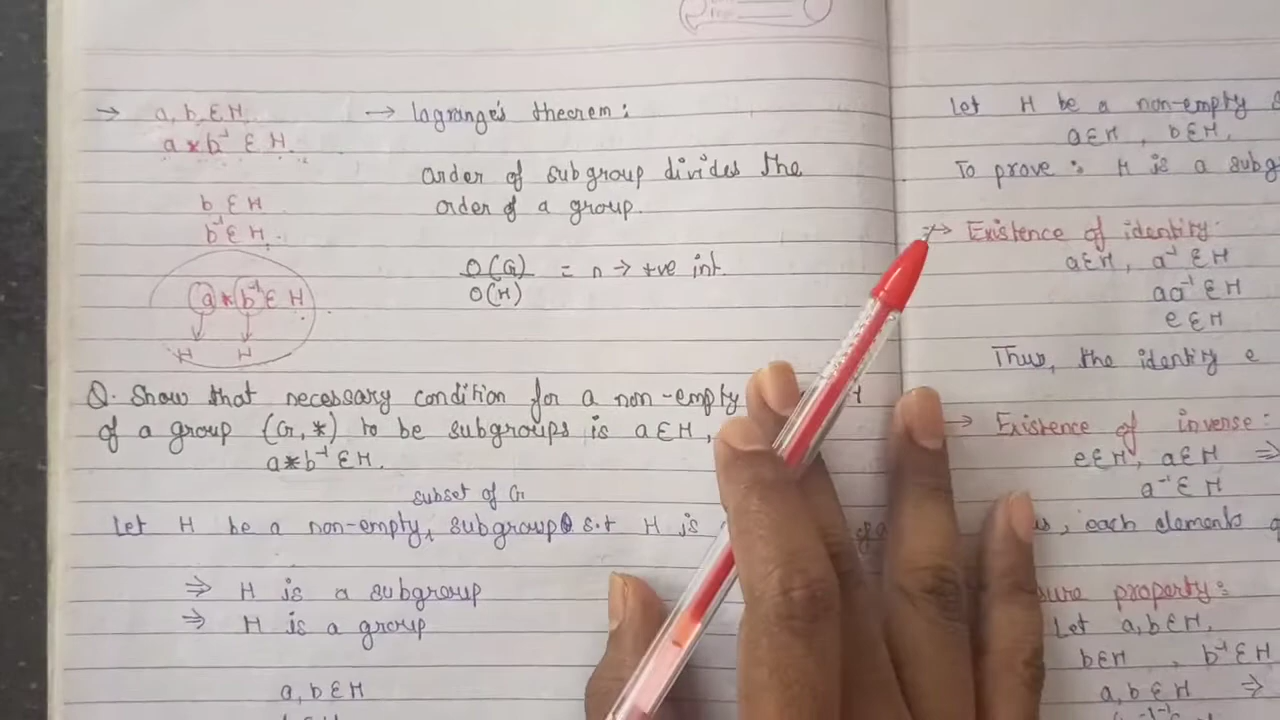 → a, b, ∈ H
a * b⁻¹ ∈ H.
b ∈ H
b⁻¹ ∈ H.
a * b⁻¹ ∈ H
H H
→ lagrange's theorem:
order of subgroup divides the
order of a group.
O(G) / O(H) = n → +ve int.
Q. Show that necessary condition for a non-empty
of a group (G, *) to be subgroups is a∈H,
a*b⁻¹∈H.
subset of G
Let H be a non-empty, subgroup s.t H is
⇒ H is a subgroup
⇒ H is a group
a, b ∈ H
Let H be a non-empty
a∈H, b∈H,
To prove: H is a
→ Existence of identity:
a∈H, a⁻¹ ∈ H
aa⁻¹ ∈ H
e ∈ H
Thus, the identity e
→ Existence of inverse:
e∈H, a∈H ⇒
a⁻¹ ∈ H
each elements
property:
Let a, b∈H,
b∈H, b⁻¹∈H
a, b ∈ H ⇒